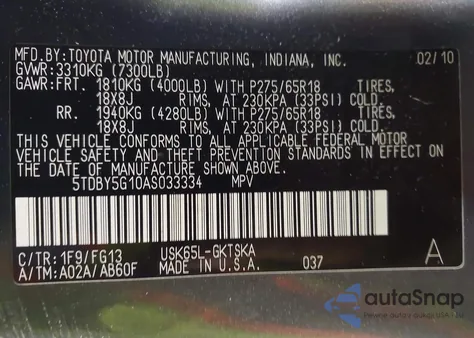 MFD.BY:TOYOTA MOTOR MANUFACTURING, INDIANA, INC. 02/10
GVWR:3310KG (7300LB)
GAWR:FRT. 1810KG (4000LB) WITH P275/65R18 TIRES,
18X8J RIMS, AT 230KPA (33PSI) COLD.
RR. 1940KG (4280LB) WITH P275/65R18 TIRES,
18X8J RIMS, AT 230KPA (33PSI) COLD.
THIS VEHICLE CONFORMS TO ALL APPLICABLE FEDERAL MOTOR
VEHICLE SAFETY AND THEFT PREVENTION STANDARDS IN EFFECT ON
THE DATE OF MANUFACTURE SHOWN ABOVE.
5TDBY5G10AS033334 MPV
C/TR:1F9/FG13 USK65L-GKTSKA
A/TM:A02A/AB60F MADE IN U.S.A. 037 A
autoSnap